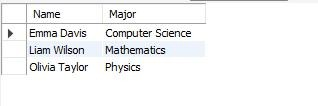 Name Major
Emma Davis Computer Science
Liam Wilson Mathematics
Olivia Taylor Physics